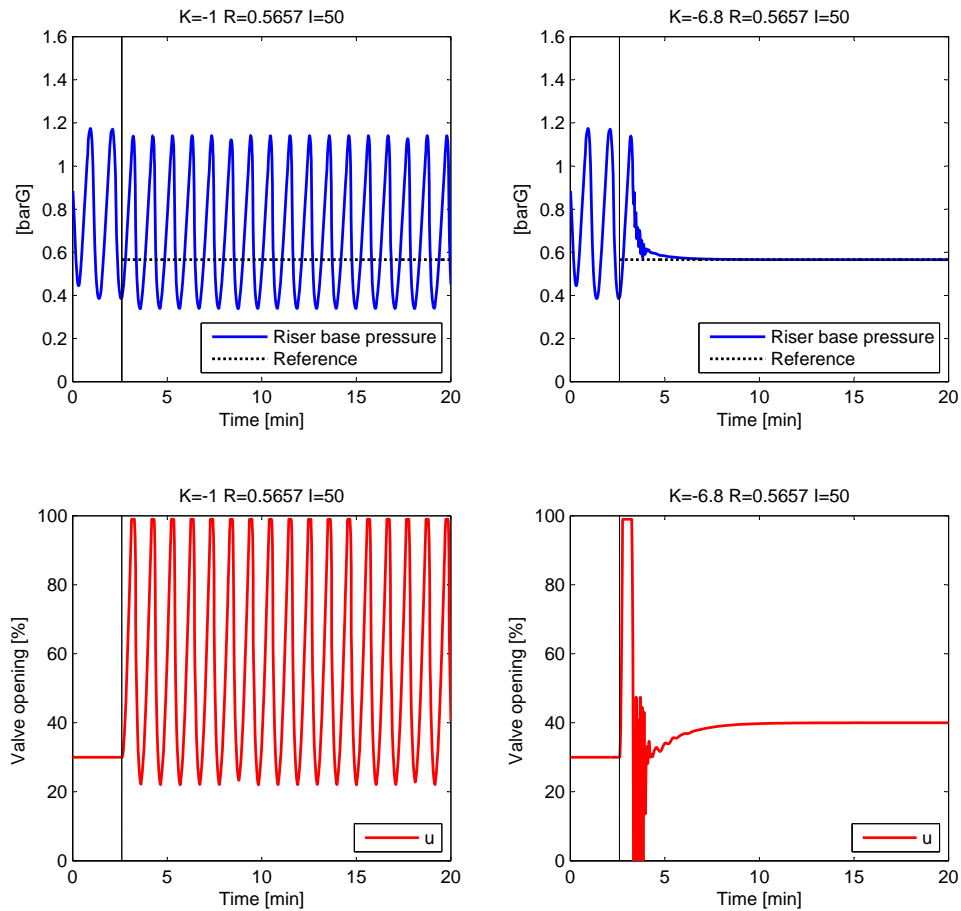 K=-1 R=0.5657 I=50
1.6
1.4
1.2
1
0.8
0.6
0.4
0.2
0
[barG]
Riser base pressure
Reference
0 5 10 15 20
Time [min]
K=-6.8 R=0.5657 I=50
1.6
1.4
1.2
1
0.8
0.6
0.4
0.2
0
[barG]
Riser base pressure
Reference
0 5 10 15 20
Time [min]
K=-1 R=0.5657 I=50
100
80
60
40
20
0
Valve opening [%]
u
0 5 10 15 20
Time [min]
K=-6.8 R=0.5657 I=50
100
80
60
40
20
0
Valve opening [%]
u
0 5 10 15 20
Time [min]